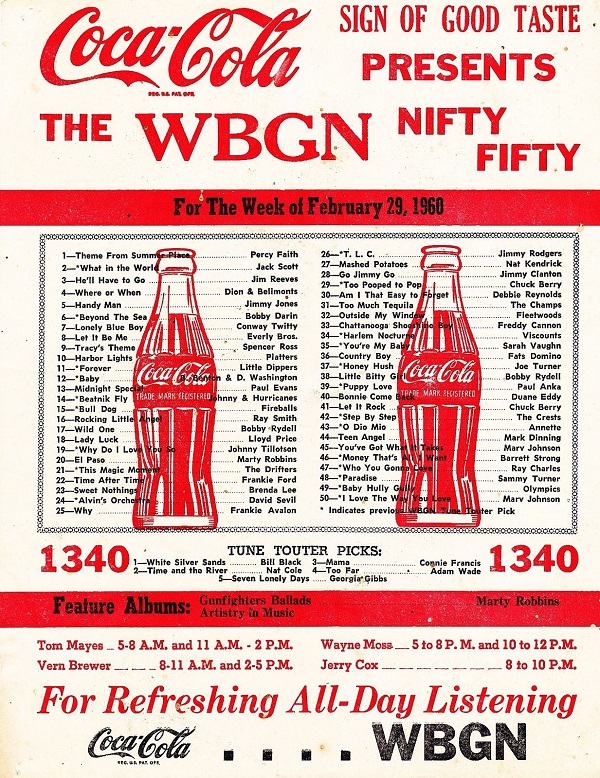 Coca-Cola
REG. U.S. PAT. OFF.
SIGN OF GOOD TASTE
PRESENTS
THE WBGN NIFTY
FIFTY
For The Week of February 29, 1960
1—Theme From Summer Place Percy Faith
2—*What in the World Jack Scott
3—He'll Have to Go Jim Reeves
4—Where or When Dion & Bellmonts
5—Handy Man Jimmy Jones
6—*Beyond The Sea Bobby Darin
7—Lonely Blue Boy Conway Twitty
8—Let It Be Me Everly Bros.
9—Tracy's Theme Spencer Ross
10—Harbor Lights Platters
11—*Forever Little Dippers
12—*Baby B. Benton & D. Washington
13—Midnight Special Paul Evans
14—*Beatnik Fly Johnny & Hurricanes
15—*Bull Dog Fireballs
16—Rocking Little Angel Ray Smith
17—Wild One Bobby Rydell
18—Lady Luck Lloyd Price
19—*Why Do I Love You So Johnny Tillotson
20—El Paso Marty Robbins
21—*This Magic Moment The Drifters
22—Time After Time Frankie Ford
23—Sweet Nothings Brenda Lee
24—*Alvin's Orchestra David Sevil
25—Why Frankie Avalon
Coca-Cola
TRADE MARK REGISTERED
26—*T. L. C. Jimmy Rodgers
27—Mashed Potatoes Nat Kendrick
28—Go Jimmy Go Jimmy Clanton
29—*Too Pooped to Pop Chuck Berry
30—Am I That Easy to Forget Debbie Reynolds
31—Too Much Tequila The Champs
32—Outside My Window Fleetwoods
33—Chattanooga Shoeshine Boy Freddy Cannon
34—*Harlem Nocturne Viscounts
35—*You're My Baby Sarah Vaughn
36—Country Boy Fats Domino
37—*Honey Hush Joe Turner
38—Little Bitty Girl Bobby Rydell
39—*Puppy Love Paul Anka
40—Bonnie Come Back Duane Eddy
41—Let It Rock Chuck Berry
42—*Step By Step The Crests
43—*O Dio Mio Annette
44—Teen Angel Mark Dinning
45—You've Got What It Takes Marv Johnson
46—*Money That's All I Want Barrett Strong
47—*Who You Gonna Love Ray Charles
48—*Paradise Sammy Turner
49—*Baby Hully Gully Olympics
50—*I Love The Way You Love Marv Johnson
* Indicates previous WBGN Tune Touter Pick
Coca-Cola
TRADE MARK REGISTERED
1340 TUNE TOUTER PICKS: 1340
1—White Silver Sands Bill Black 3—Mama Connie Francis
2—Time and the River Nat Cole 4—Too Far Adam Wade
5—Seven Lonely Days Georgia Gibbs
Feature Albums: Gunfighters Ballads Marty Robbins
Artistry in Music
Tom Mayes 5-8 A.M. and 11 A.M. - 2 P.M. Wayne Moss 5 to 8 P. M. and 10 to 12 P.M.
Vern Brewer 8-11 A.M. and 2-5 P.M. Jerry Cox 8 to 10 P.M.
For Refreshing All-Day Listening
Coca-Cola . . . . WBGN
REG. U.S. PAT. OFF.